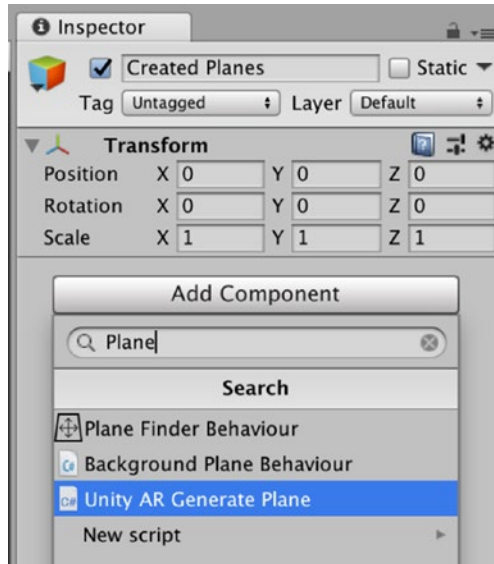 Inspector
Created Planes Static
Tag Untagged Layer Default
Transform
Position X 0 Y 0 Z 0
Rotation X 0 Y 0 Z 0
Scale X 1 Y 1 Z 1
Add Component
Plane
Search
Plane Finder Behaviour
C# Background Plane Behaviour
C# Unity AR Generate Plane
New script